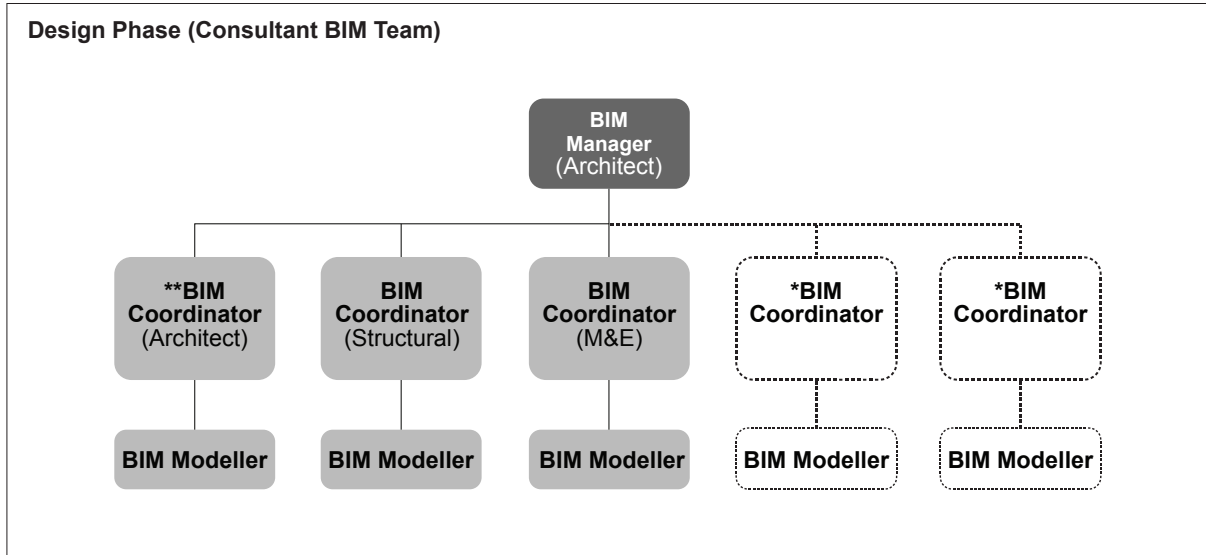 Design Phase (Consultant BIM Team)
BIM
Manager
(Architect)
**BIM
Coordinator
(Architect)
BIM
Coordinator
(Structural)
BIM
Coordinator
(M&E)
*BIM
Coordinator
*BIM
Coordinator
BIM Modeller
BIM Modeller
BIM Modeller
BIM Modeller
BIM Modeller